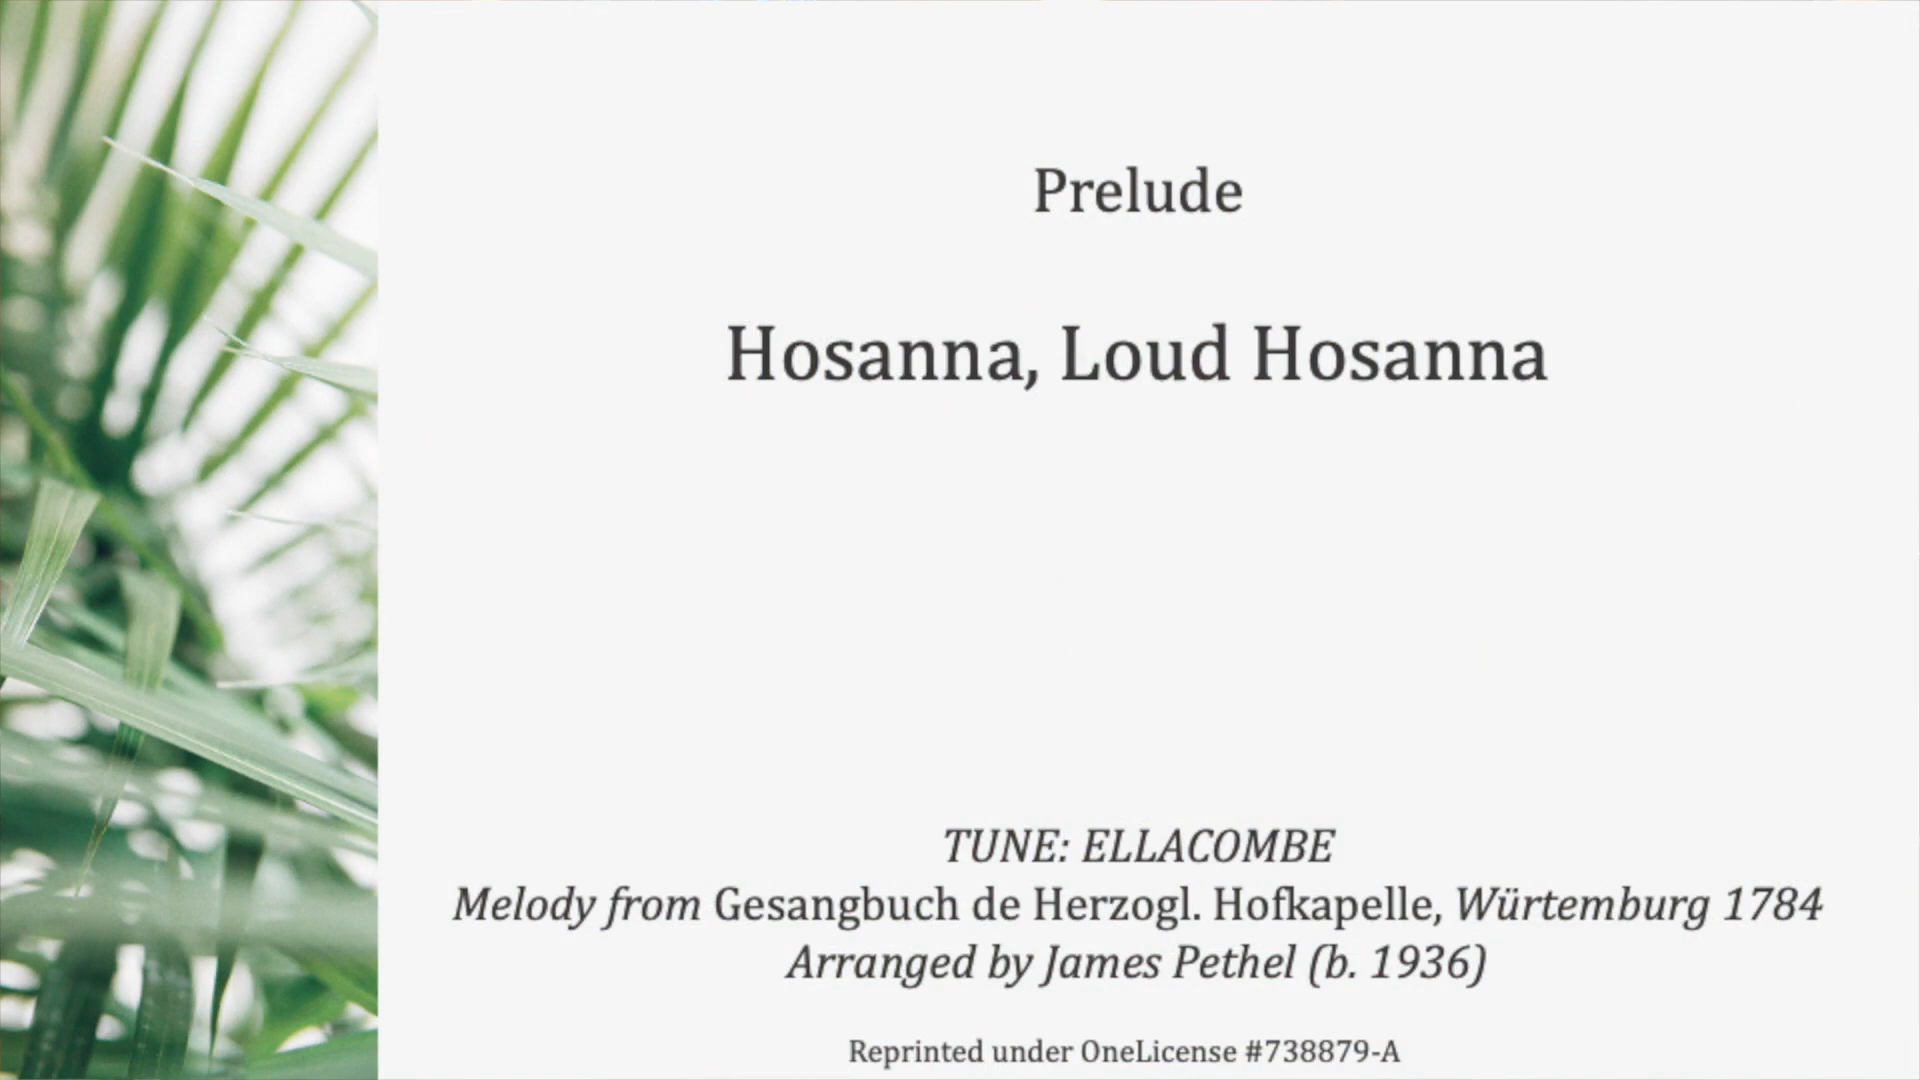 Prelude
Hosanna, Loud Hosanna
TUNE: ELLACOMBE
Melody from Gesangbuch de Herzogl. Hofkapelle, Würtemburg 1784
Arranged by James Pethel (b. 1936)
Reprinted under OneLicense #738879-A